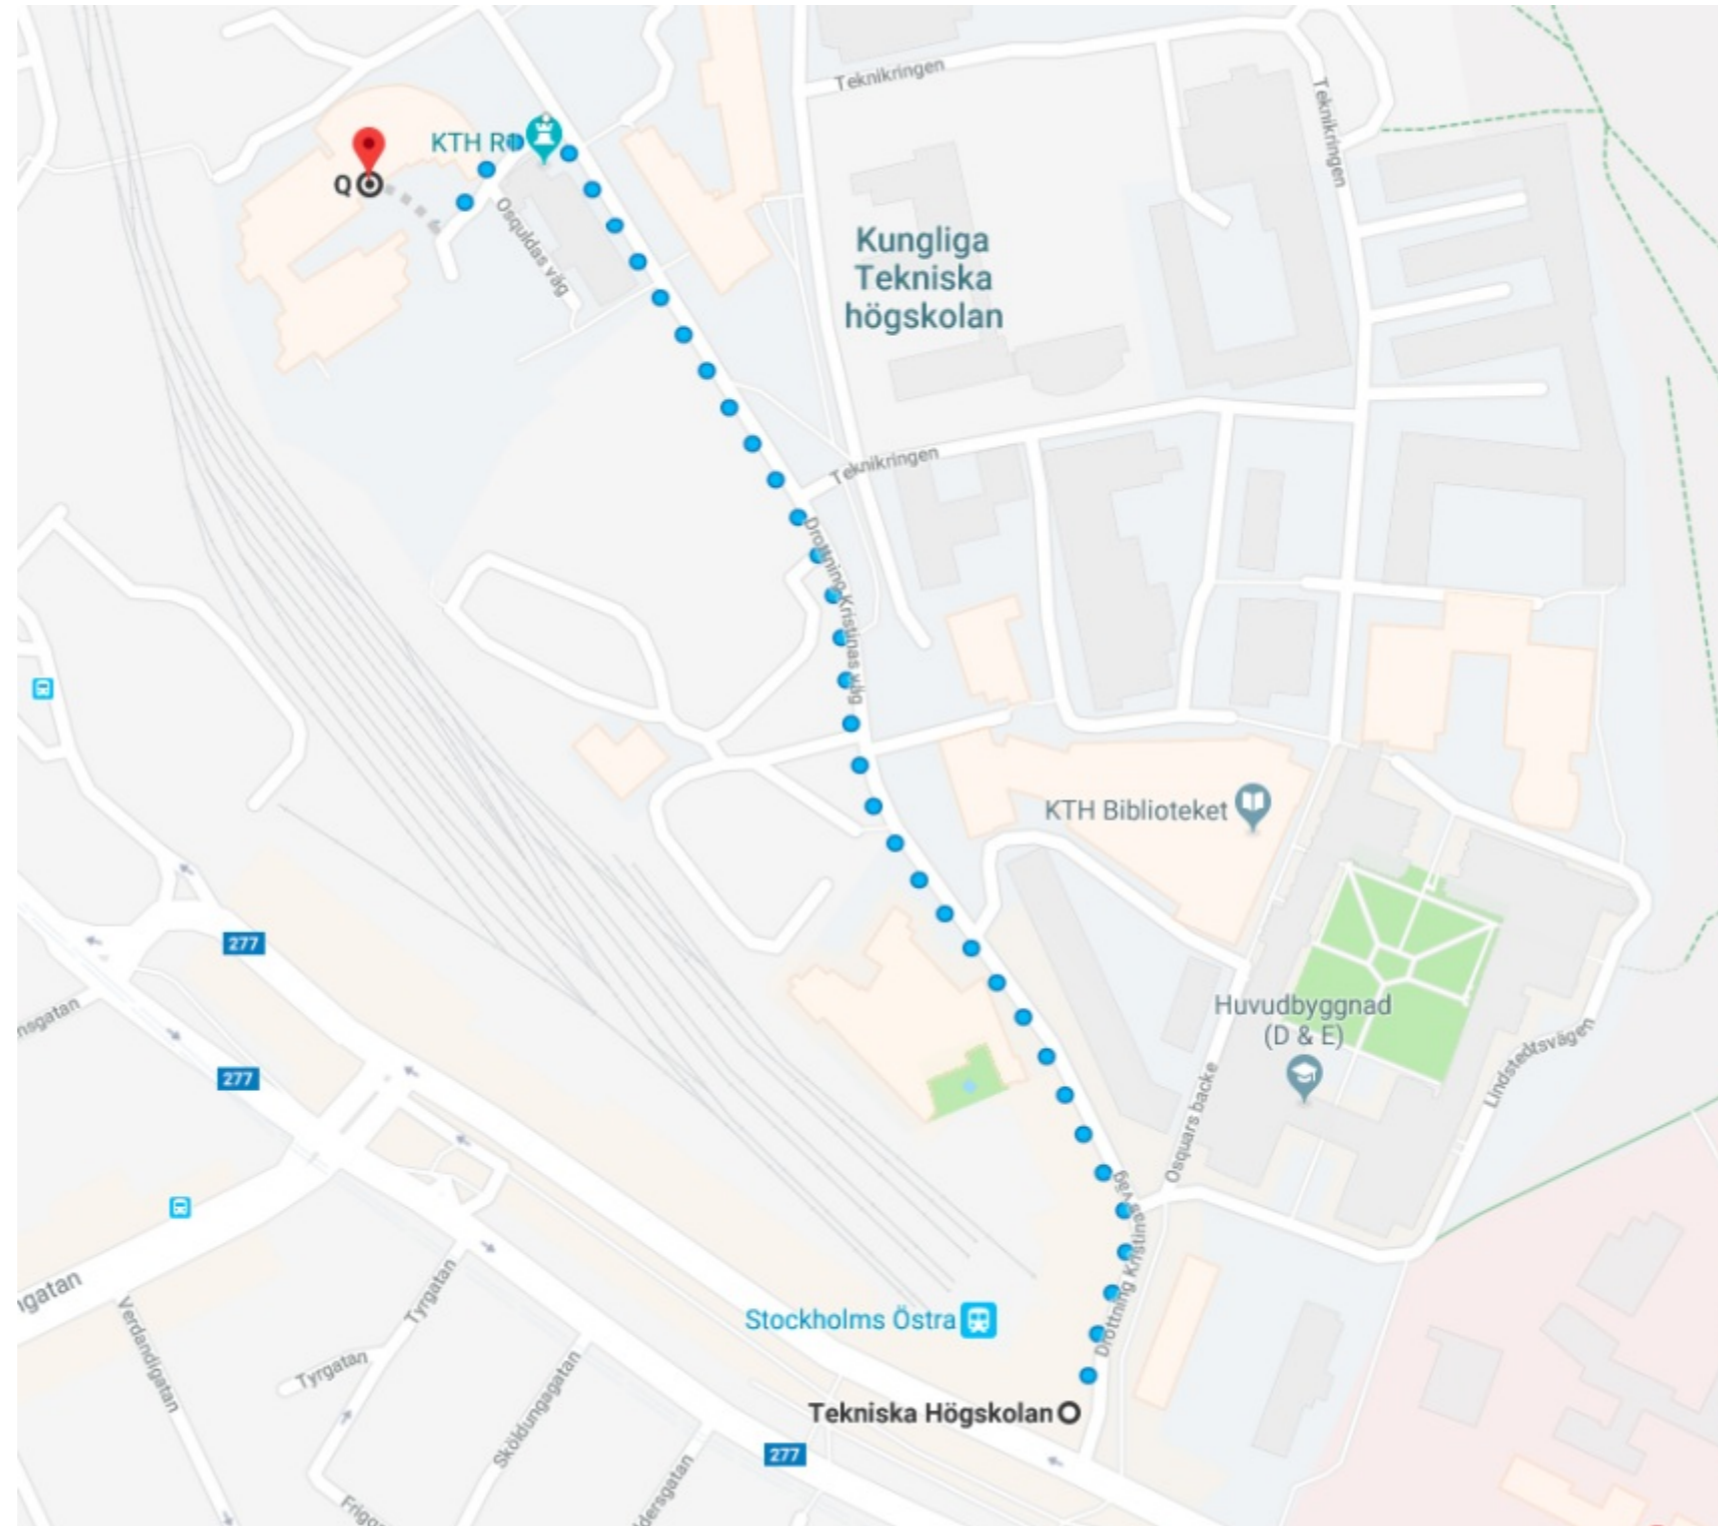 Teknikringen
Teknikringen
KTH R1
Q
Osquldas väg
Kungliga
Tekniska
högskolan
Teknikringen
Drottning Kristinas väg
KTH Biblioteket
277
Huvudbyggnad
(D & E)
Lindstedtsvägen
277
Osquars backe
Drottning Kristinas väg
Tyrgatan
Verdandigatan
Stockholms Östra
Tyrgatan
Sköldungagatan
Tekniska Högskolan
277